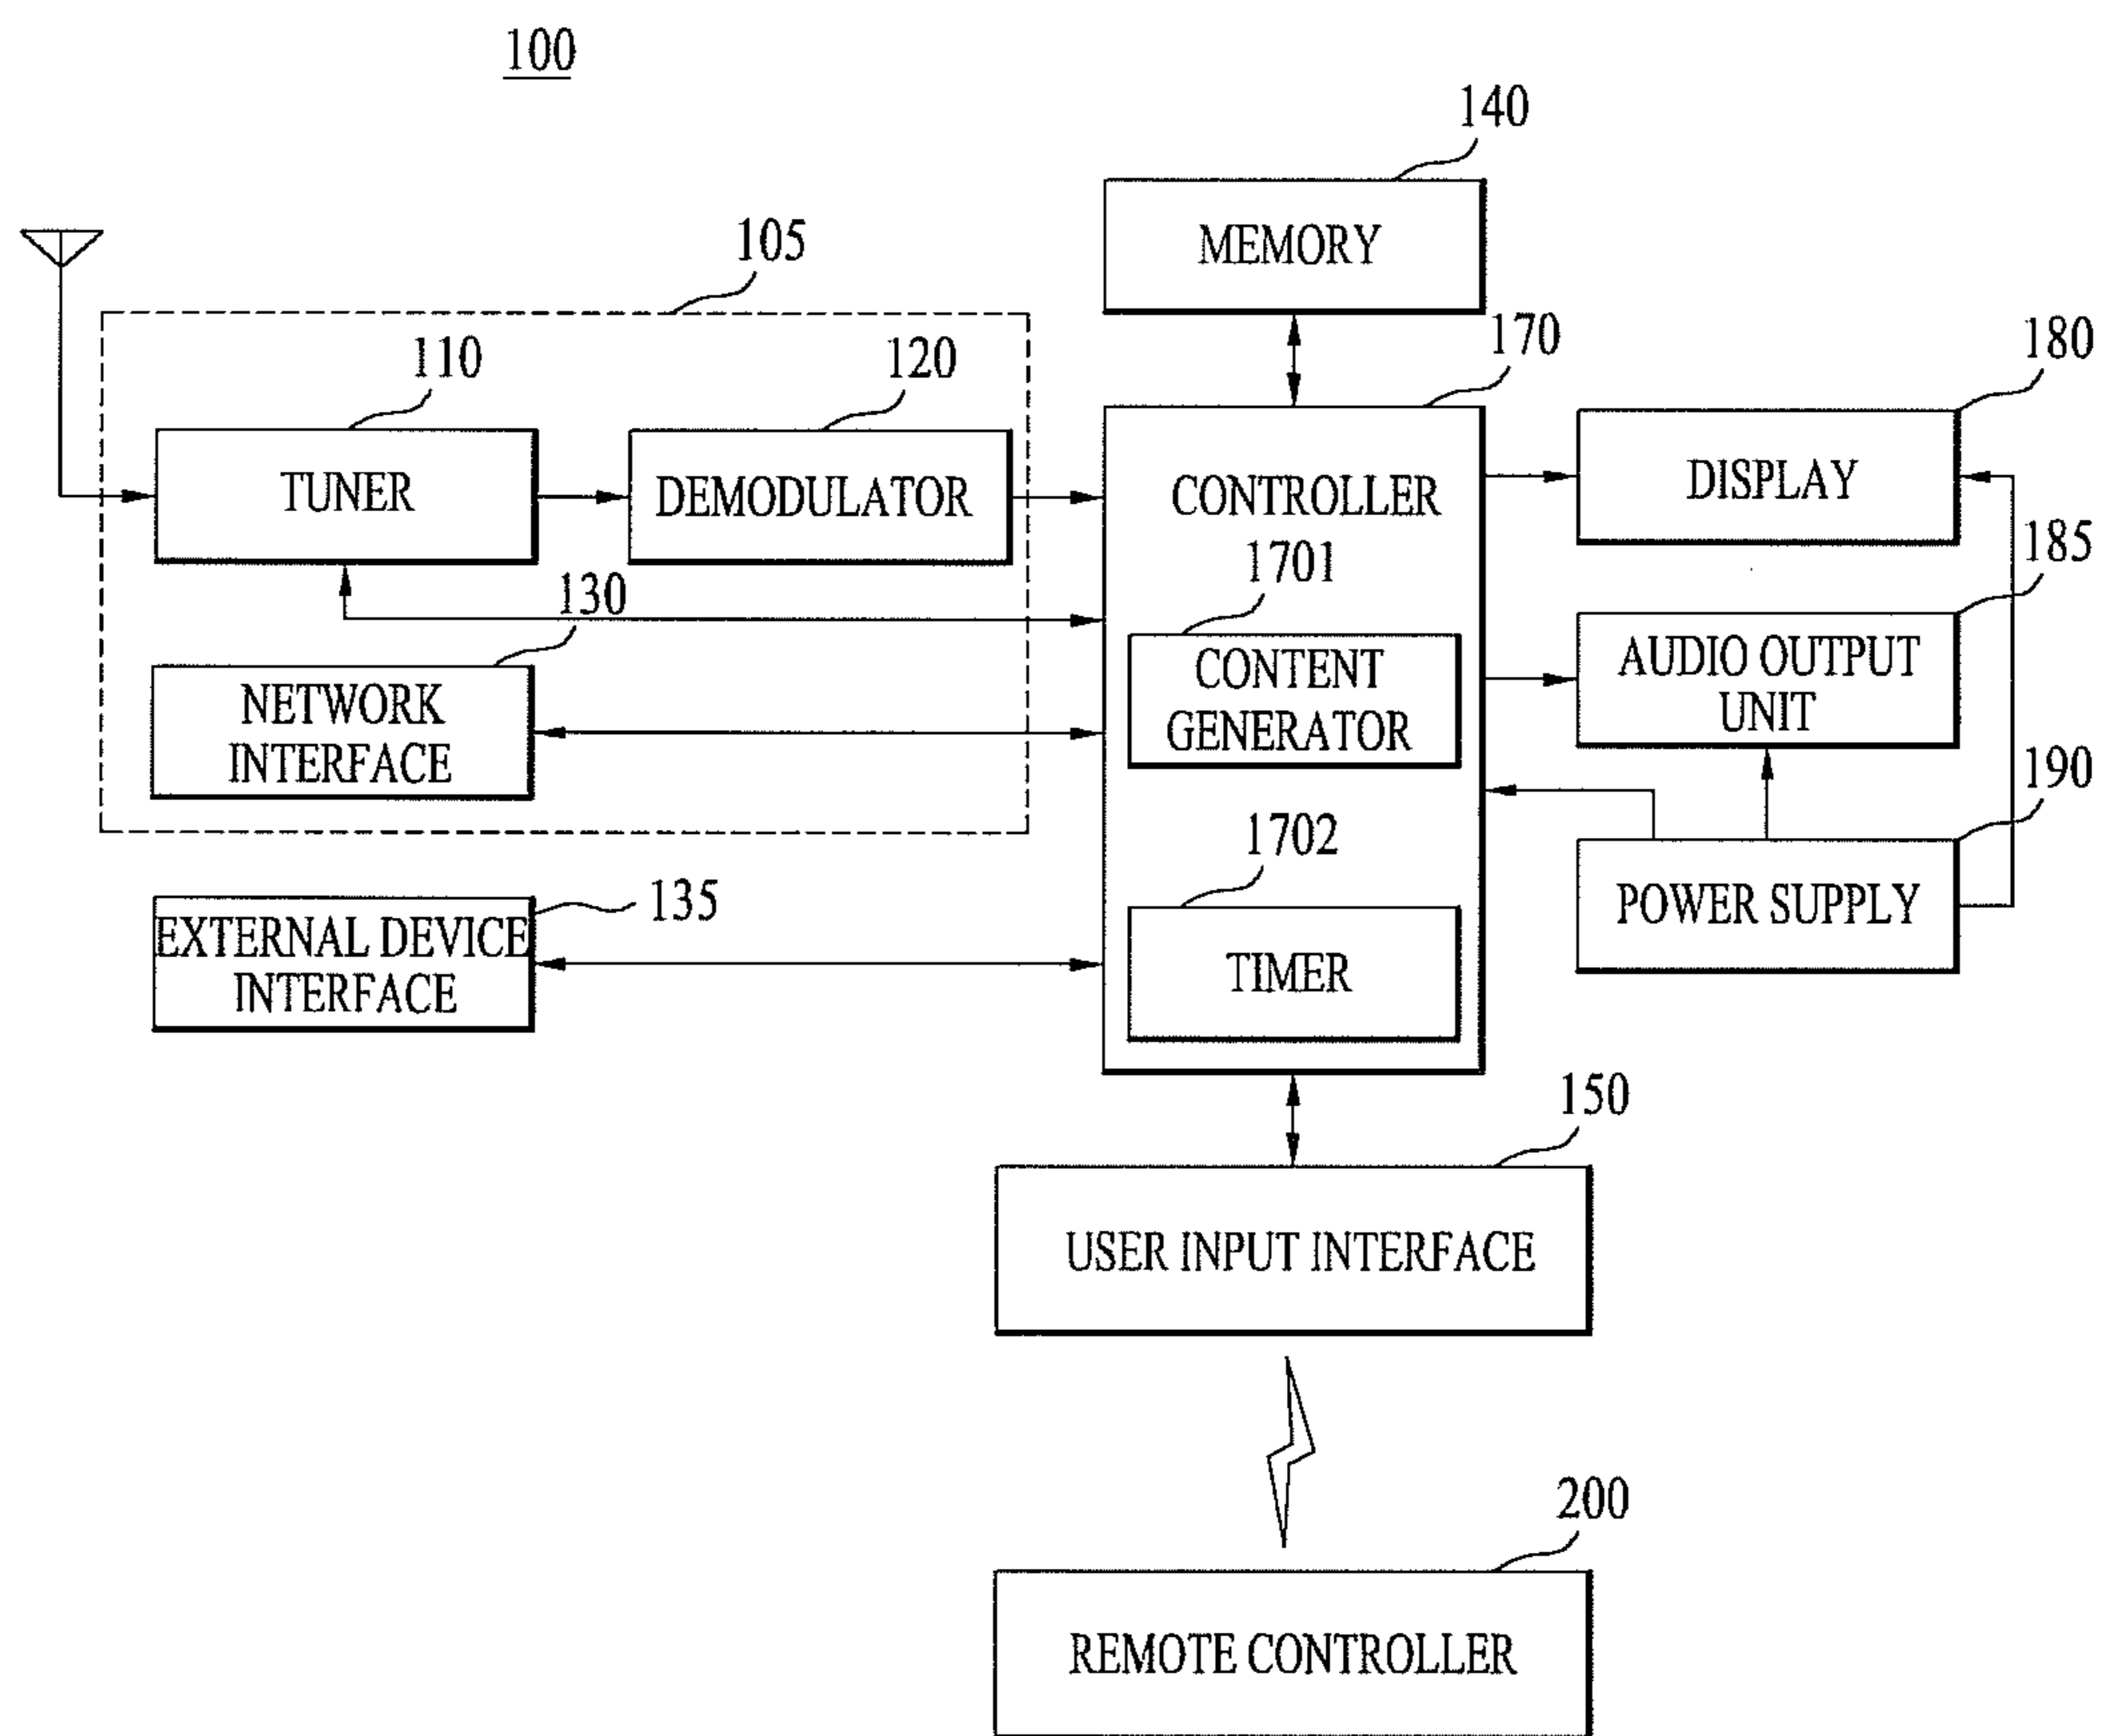 100
140
MEMORY
105
170
180
110
120
TUNER
DEMODULATOR
CONTROLLER
DISPLAY
185
1701
130
CONTENT
GENERATOR
AUDIO OUTPUT
UNIT
NETWORK
INTERFACE
190
1702
135
EXTERNAL DEVICE
INTERFACE
TIMER
POWER SUPPLY
150
USER INPUT INTERFACE
200
REMOTE CONTROLLER